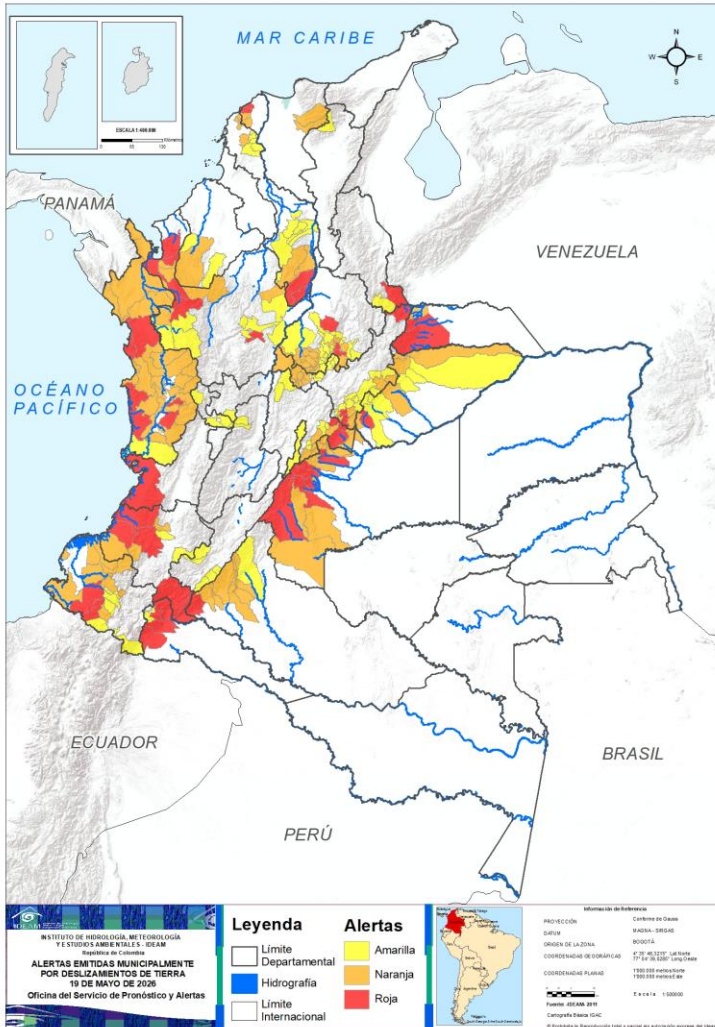 MAR CARIBE
N
W
E
S
ESCALA 1:400.000
PANAMÁ
VENEZUELA
OCÉANO
PACÍFICO
ECUADOR
BRASIL
PERÚ
IDEAM
INSTITUTO DE HIDROLOGÍA, METEOROLOGÍA
Y ESTUDIOS AMBIENTALES - IDEAM
República de Colombia
ALERTAS EMITIDAS MUNICIPALMENTE
POR DESLIZAMIENTOS DE TIERRA
19 DE MAYO DE 2026
Oficina del Servicio de Pronóstico y Alertas
Leyenda
Límite
Departamental
Hidrografía
Límite
Internacional
Alertas
Amarilla
Naranja
Roja
Información de Referencia
PROYECCIÓN Conforme de Gauss
DATUM MAGNA - SIRGAS
ORIGEN DE LA ZONA BOGOTÁ
COORDENADAS GEOGRÁFICAS
COORDENADAS PLANAS
Escala
Cartografía Básica IGAC